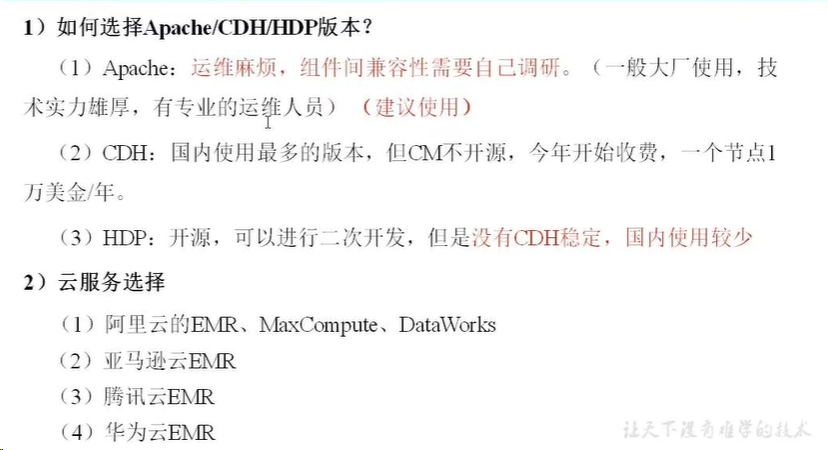 1）如何选择Apache/CDH/HDP版本？
（1）Apache：运维麻烦，组件间兼容性需要自己调研。（一般大厂使用，技
术实力雄厚，有专业的运维人员）（建议使用）
（2）CDH：国内使用最多的版本，但CM不开源，今年开始收费，一个节点1
万美金/年。
（3）HDP：开源，可以进行二次开发，但是没有CDH稳定，国内使用较少
2）云服务选择
（1）阿里云的EMR、MaxCompute、DataWorks
（2）亚马逊云EMR
（3）腾讯云EMR
（4）华为云EMR
让天下没有难学的技术